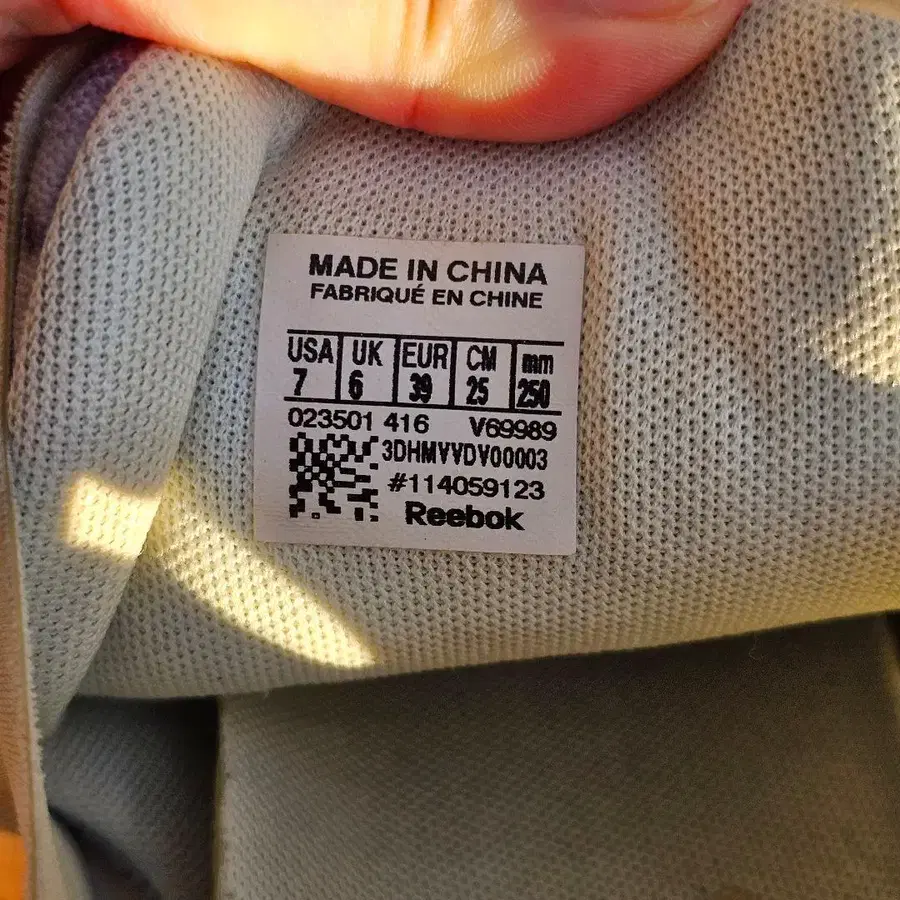 MADE IN CHINA
FABRIQUÉ EN CHINE
USA UK EUR CM mm
7 6 39 25 250
023501 416 V69989
3DHMVYDV00003
#114059123
Reebok